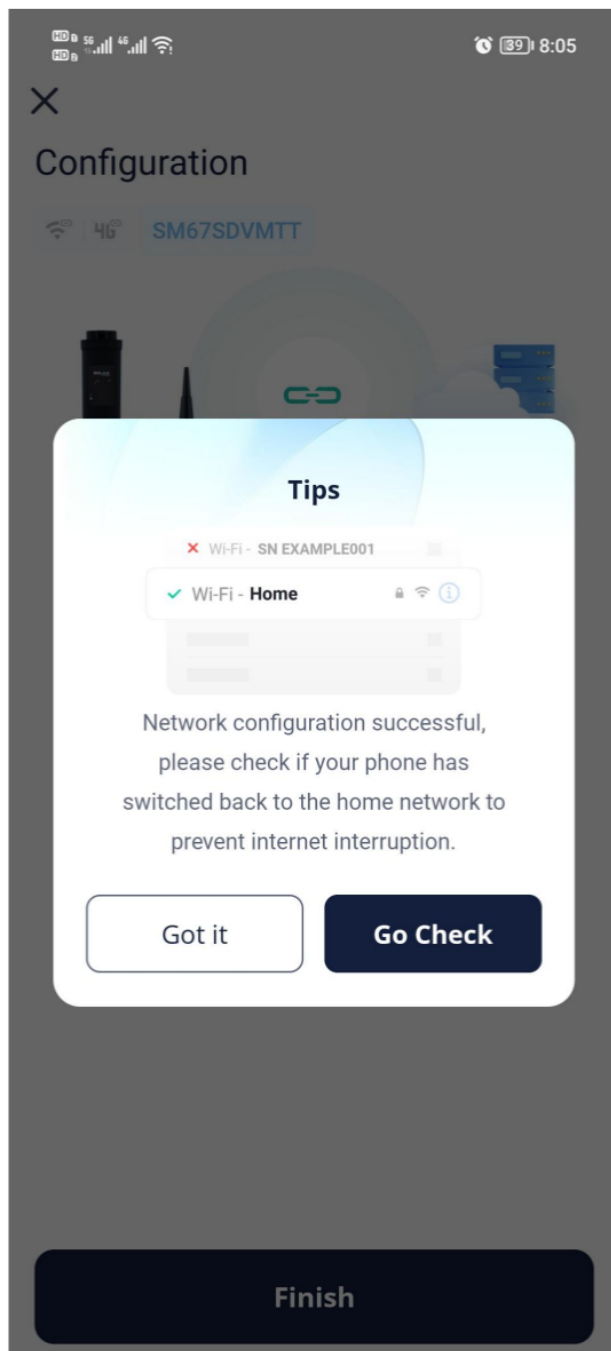 39 8:05
Configuration
4G SM67SDVMTT
Tips
Wi-Fi - SN EXAMPLE001
Wi-Fi - Home
Network configuration successful,
please check if your phone has
switched back to the home network to
prevent internet interruption.
Got it Go Check
Finish